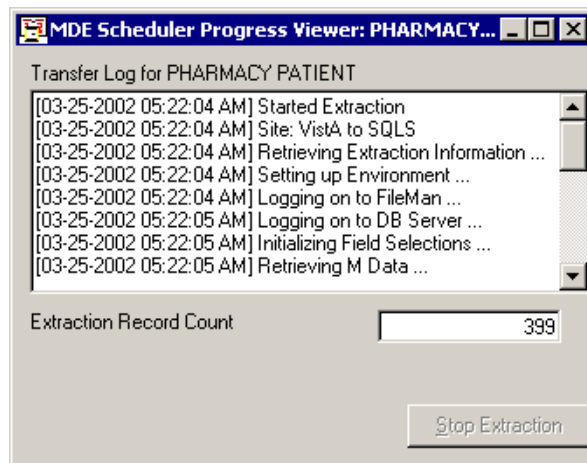 MDE Scheduler Progress Viewer: PHARMACY...
Transfer Log for PHARMACY PATIENT
[03-25-2002 05:22:04 AM] Started Extraction
[03-25-2002 05:22:04 AM] Site: VistA to SQLS
[03-25-2002 05:22:04 AM] Retrieving Extraction Information ...
[03-25-2002 05:22:04 AM] Setting up Environment ...
[03-25-2002 05:22:04 AM] Logging on to FileMan ...
[03-25-2002 05:22:05 AM] Logging on to DB Server ...
[03-25-2002 05:22:05 AM] Initializing Field Selections ...
[03-25-2002 05:22:05 AM] Retrieving M Data ...
Extraction Record Count
399
Stop Extraction